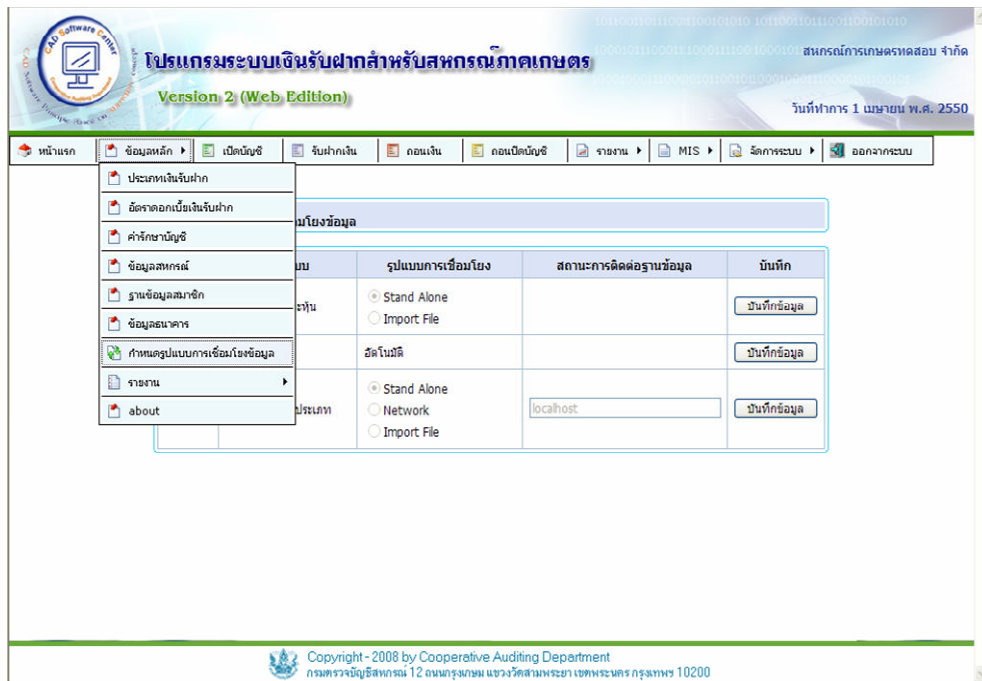 CAD Software Center
สหกรณ์การเกษตรทดสอบ จำกัด
โปรแกรมระบบเงินรับฝากสำหรับสหกรณ์ภาคเกษตร
Version 2 (Web Edition)
วันที่ทำการ 1 เมษายน พ.ศ. 2550
หน้าแรก ข้อมูลหลัก เปิดบัญชี รับฝากเงิน ถอนเงิน ถอนปิดบัญชี รายงาน MIS จัดการระบบ ออกจากระบบ
ประเภทเงินรับฝาก
อัตราดอกเบี้ยเงินรับฝาก
ค่ารักษาบัญชี
ข้อมูลสหกรณ์
ฐานข้อมูลสมาชิก
ข้อมูลธนาคาร
กำหนดรูปแบบการเชื่อมโยงข้อมูล
รายงาน
about
มโยงข้อมูล
บบ รูปแบบการเชื่อมโยง สถานะการติดต่อฐานข้อมูล บันทึก
ะหุ้น Stand Alone
Import File
บันทึกข้อมูล
อัตโนมัติ บันทึกข้อมูล
ประเภท Stand Alone
Network
Import File
localhost บันทึกข้อมูล
Copyright - 2008 by Cooperative Auditing Department
กรมตรวจบัญชีสหกรณ์ 12 ถนนกรุงเกษม แขวงวัดสามพระยา เขตพระนคร กรุงเทพฯ 10200